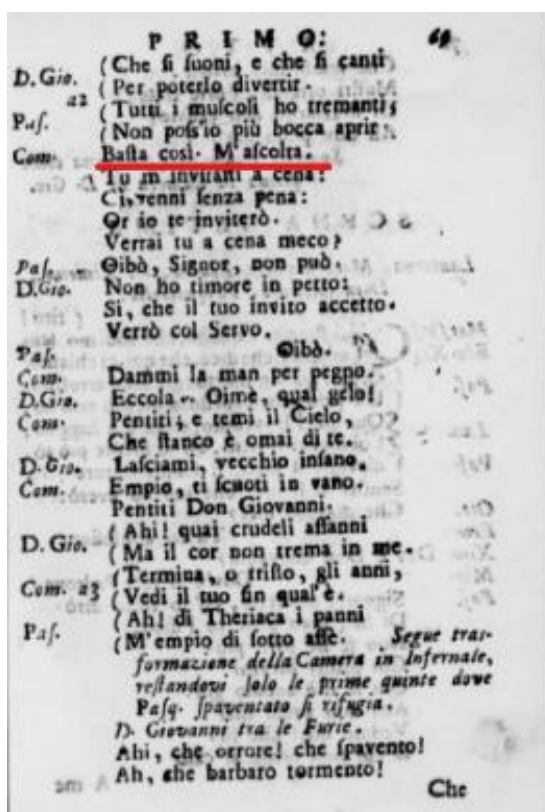 PRIMO. 69
D. Gio. (Che ſi ſuoni, e che ſi canti
a2 (Per poterlo divertir.
Paſ. (Tutti i muſcoli ho tremanti,
(Non poſs'io più bocca aprir.
Com. Baſta così. M'aſcolta.
Tu m'invitaſti a cena:
Ci venni ſenza pena:
Or io te inviterò.
Verrai tu a cena meco?
Paſ. Oibò, Signor, non può.
D.Gio. Non ho timore in petto:
Si, che il tuo invito accetto.
Verrò col Servo.
Paſ. Oibò.
Com. Dammi la man per pegno.
D.Gio. Eccola. Oimè, qual gelo!
Com. Pentiti, e temi il Cielo,
Che ſtanco è omai di te.
D. Gio. Laſciami, vecchio inſano.
Com. Empio, ti ſcuoti in vano.
Pentiti Don Giovanni.
D. Gio. (Ahi! quai crudeli affanni
(Ma il cor non trema in me.
Com. a3 (Termina, o triſto, gli anni,
(Vedi il tuo fin qual'è.
Paſ. (Ah! di Theriaca i panni
(M'empio di ſotto affè. Segue tras-
formazione della Camera in Infernale,
reſtandovi ſolo le prime quinte dove
Paſq. ſpaventato ſi rifugia.
D. Giovanni tra le Furie.
Ahi, che orrore! che ſpavento!
Ah, che barbaro tormento!
Che